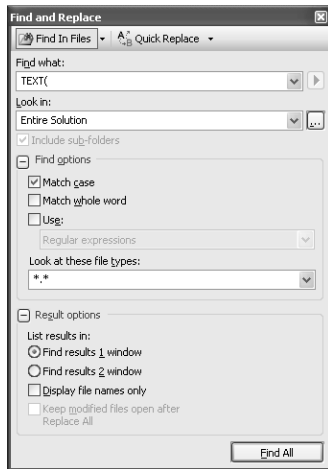 Find and Replace
Find In Files Quick Replace
Find what:
TEXT(
Look in:
Entire Solution
...
Include sub-folders
Find options
Match case
Match whole word
Use:
Regular expressions
Look at these file types:
*.*
Result options
List results in:
Find results 1 window
Find results 2 window
Display file names only
Keep modified files open after
Replace All
Find All